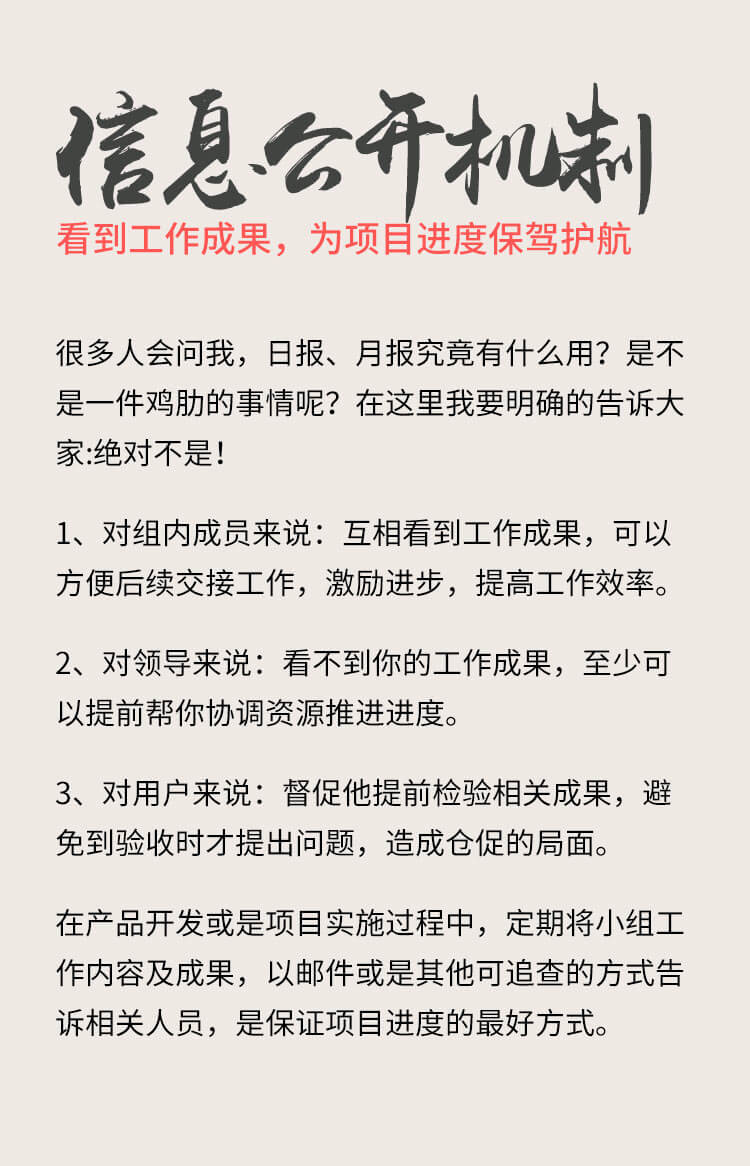 信息公开机制
看到工作成果，为项目进度保驾护航
很多人会问我，日报、月报究竟有什么用？是不
是一件鸡肋的事情呢？在这里我要明确的告诉大
家:绝对不是！
1、对组内成员来说：互相看到工作成果，可以
方便后续交接工作，激励进步，提高工作效率。
2、对领导来说：看不到你的工作成果，至少可
以提前帮你协调资源推进进度。
3、对用户来说：督促他提前检验相关成果，避
免到验收时才提出问题，造成仓促的局面。
在产品开发或是项目实施过程中，定期将小组工
作内容及成果，以邮件或是其他可追查的方式告
诉相关人员，是保证项目进度的最好方式。